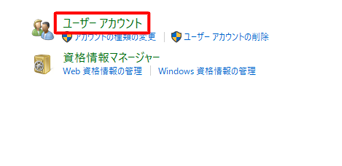 ユーザー アカウント
アカウントの種類の変更 ユーザー アカウントの削除
資格情報マネージャー
Web 資格情報の管理 Windows 資格情報の管理